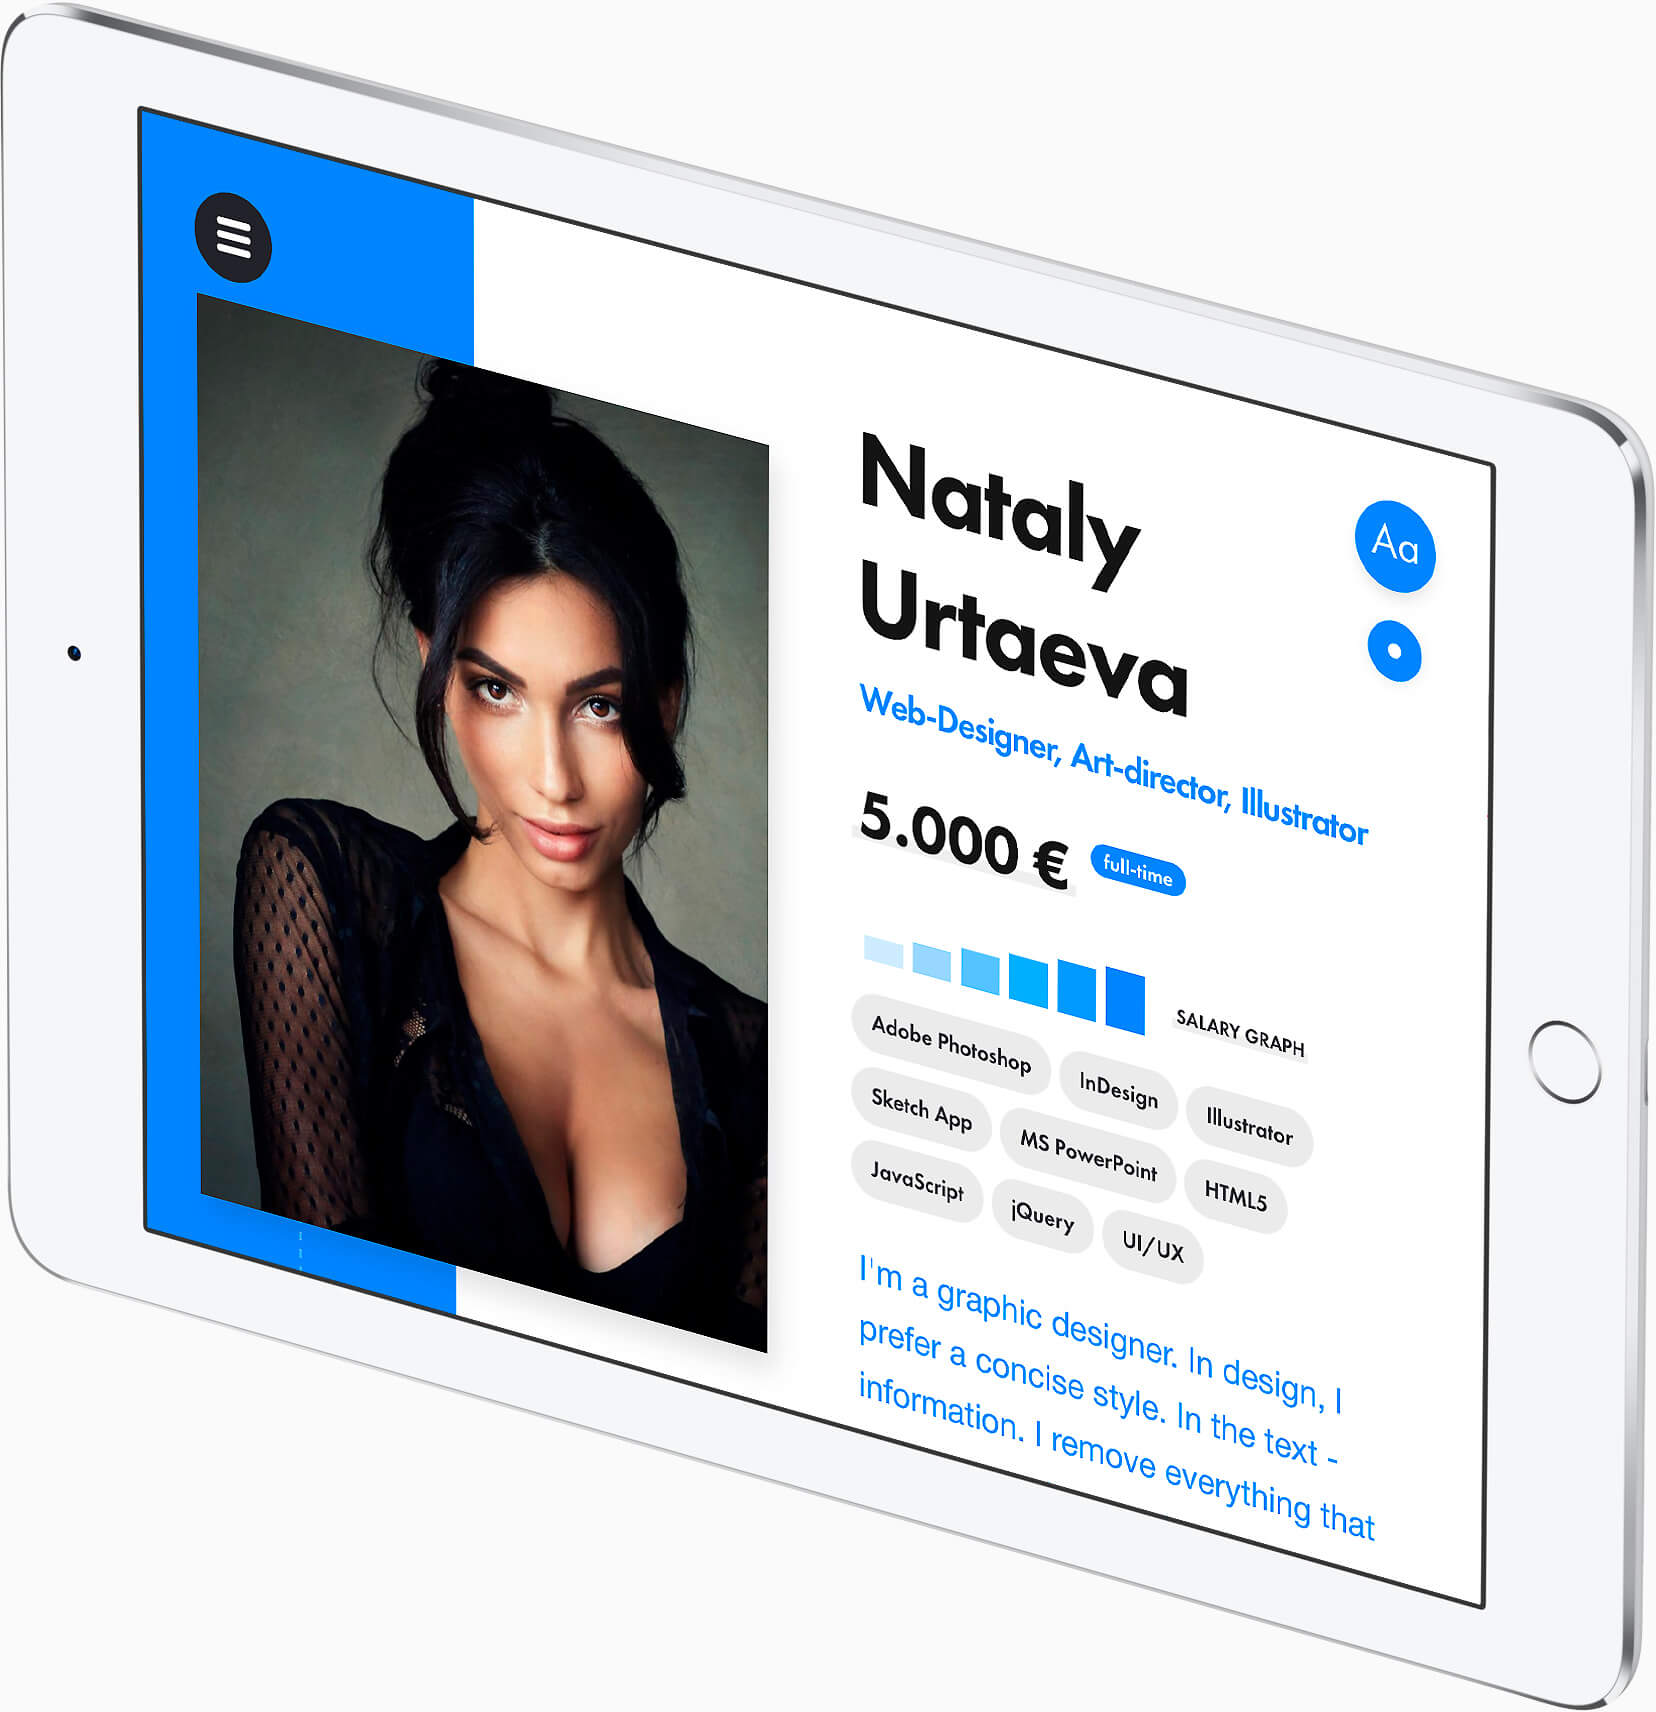 Nataly
Urtaeva
Aa
Web-Designer, Art-director, Illustrator
5.000 €
full-time
SALARY GRAPH
Adobe Photoshop
InDesign
Illustrator
Sketch App
MS PowerPoint
HTML5
JavaScript
jQuery
UI/UX
I'm a graphic designer. In design, I
prefer a concise style. In the text -
information. I remove everything that